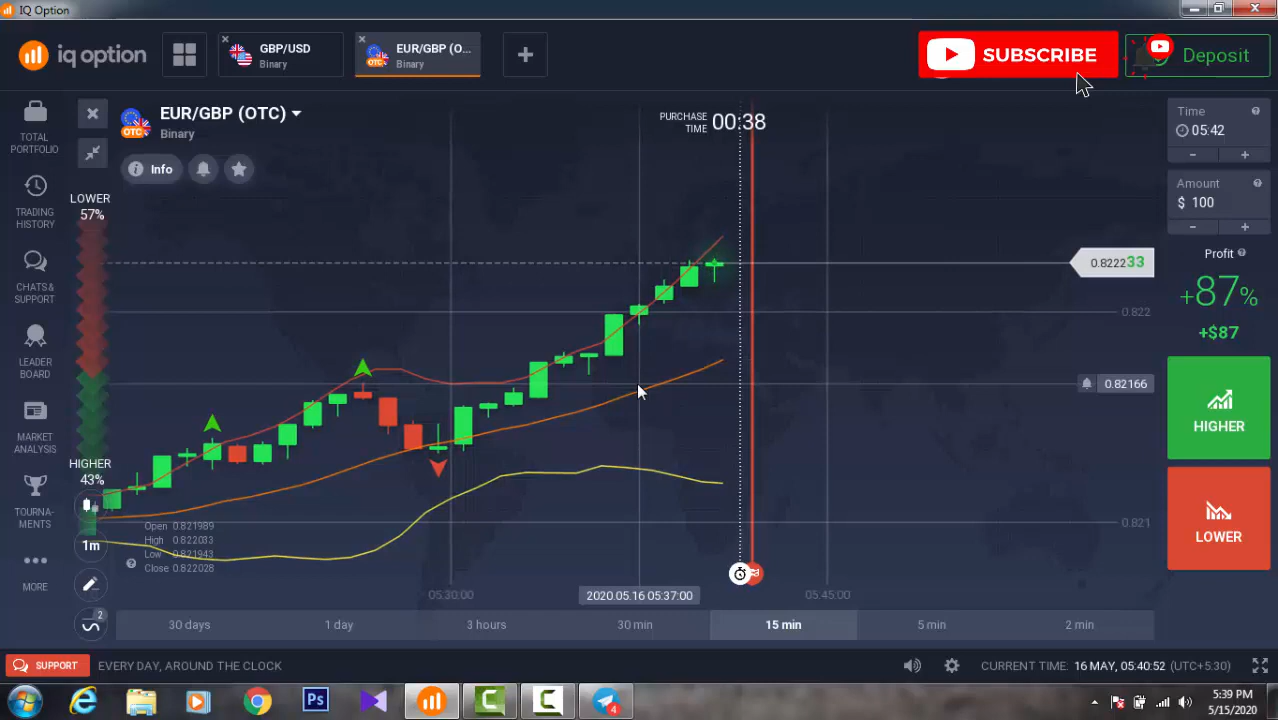 IQ Option
iq option
GBP/USD
Binary
EUR/GBP (O...
Binary
OTC
SUBSCRIBE
Deposit
EUR/GBP (OTC)
Binary
OTC
PURCHASE
TIME
00:38
Info
TOTAL
PORTFOLIO
TRADING
HISTORY
CHATS &
SUPPORT
LEADER
BOARD
MARKET
ANALYSIS
TOURNA-
MENTS
MORE
LOWER
57%
HIGHER
43%
1m
2
Open 0.821989
High 0.822033
Low 0.821943
Close 0.822028
0.822233
0.822
0.82166
0.821
05:30:00
2020.05.16 05:37:00
05:45:00
30 days
1 day
3 hours
30 min
15 min
5 min
2 min
Time
05:42
- +
Amount
$ 100
- +
Profit
+87%
+$87
HIGHER
LOWER
SUPPORT
EVERY DAY, AROUND THE CLOCK
CURRENT TIME: 16 MAY, 05:40:52 (UTC+5:30)
Ps
C
C
4
5:39 PM
5/15/2020